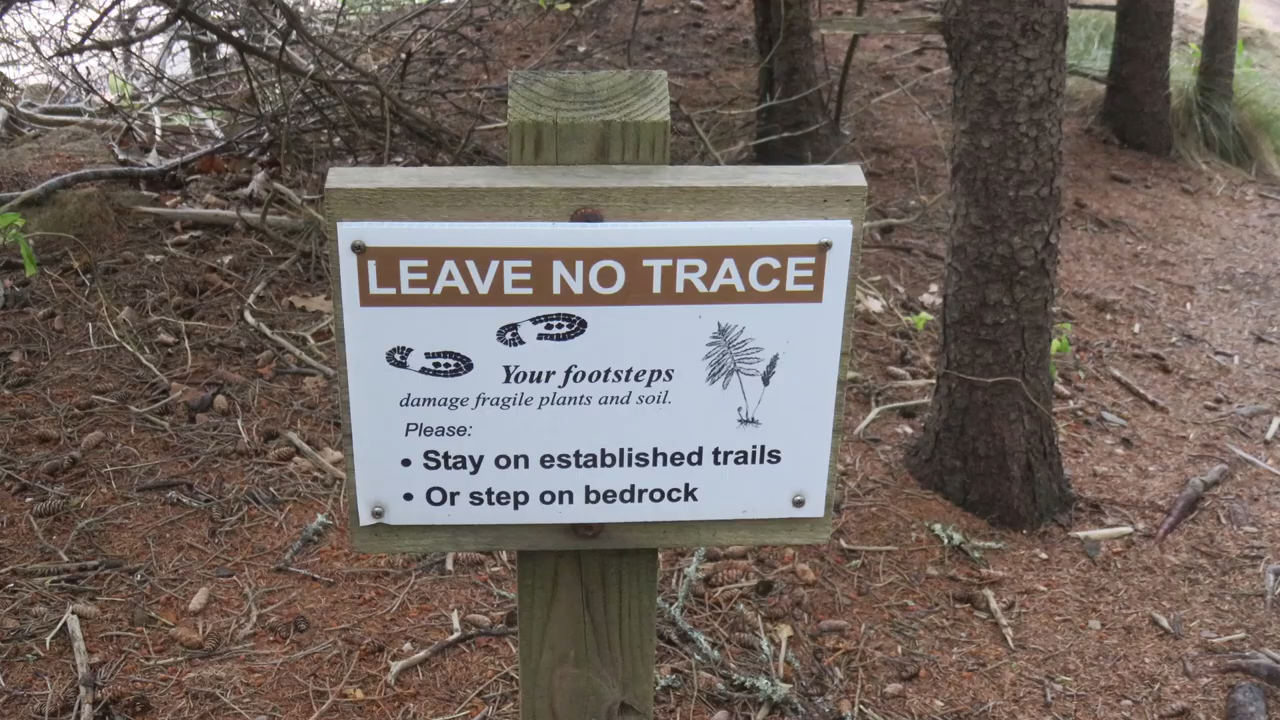 LEAVE NO TRACE
Your footsteps
damage fragile plants and soil.
Please:
• Stay on established trails
• Or step on bedrock